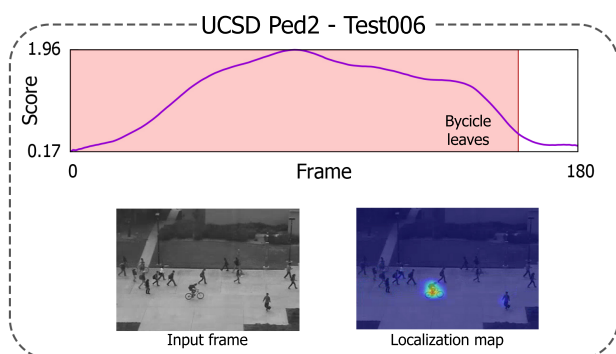 UCSD Ped2 - Test006
1.96
Score
0.17
Bycicle
leaves
0
Frame
180
Input frame
Localization map